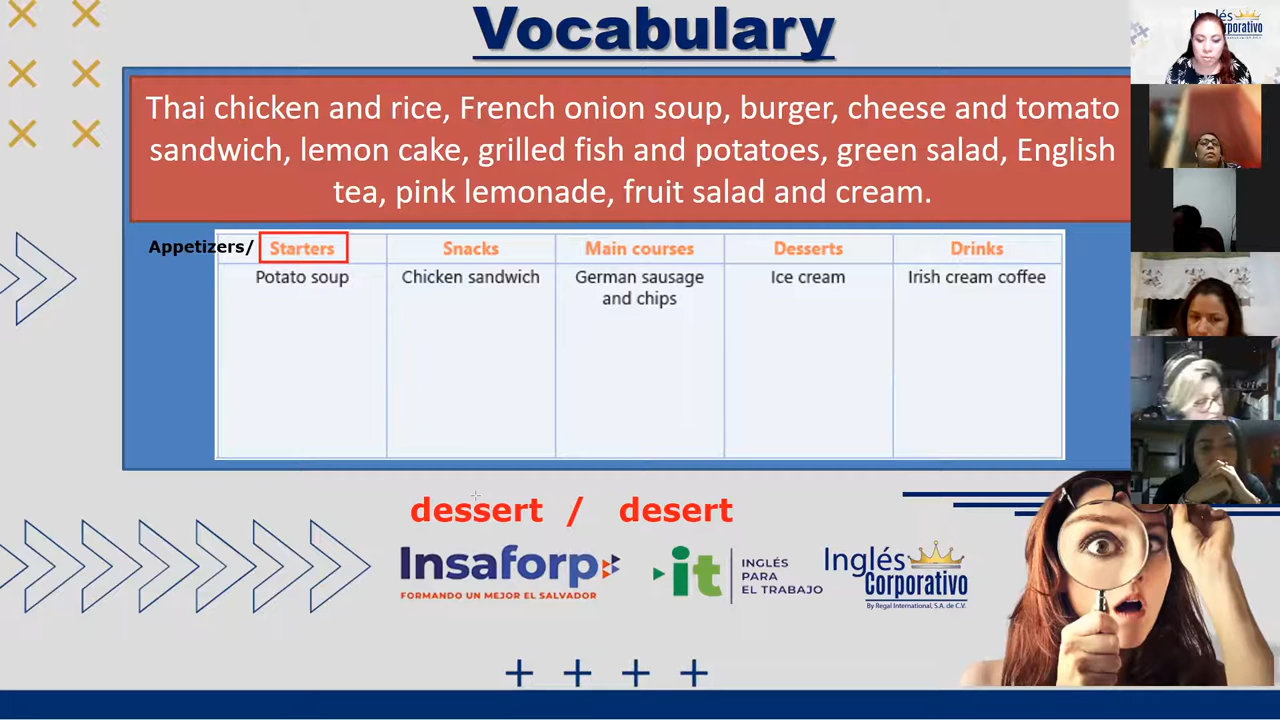 Vocabulary
Thai chicken and rice, French onion soup, burger, cheese and tomato
sandwich, lemon cake, grilled fish and potatoes, green salad, English
tea, pink lemonade, fruit salad and cream.
Appetizers/ Starters Snacks Main courses Desserts Drinks
Potato soup Chicken sandwich German sausage Ice cream Irish cream coffee
and chips
dessert / desert
Insaforp
FORMANDO UN MEJOR EL SALVADOR
it
INGLÉS
PARA
EL TRABAJO
Inglés
Corporativo
By Regal International, S.A. de C.V.
Inglés
Corporativo